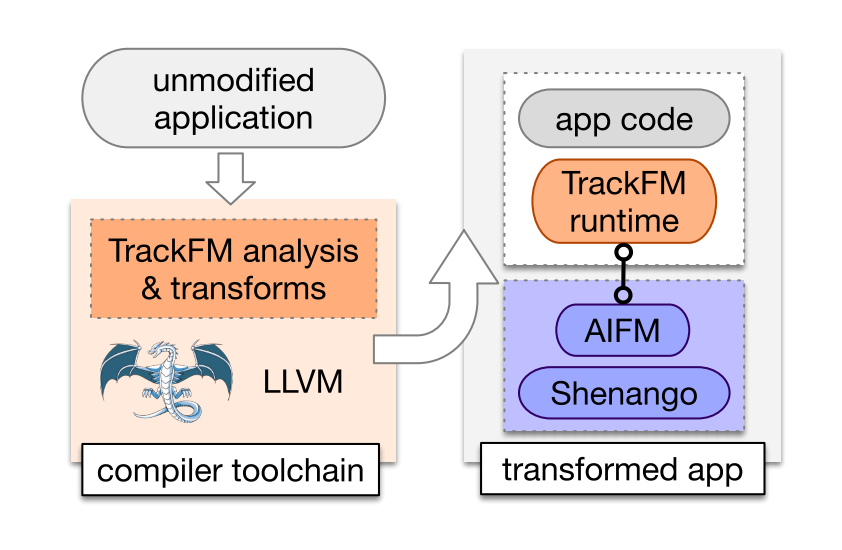 unmodified
application
TrackFM analysis
& transforms
LLVM
compiler toolchain
app code
TrackFM
runtime
AIFM
Shenango
transformed app